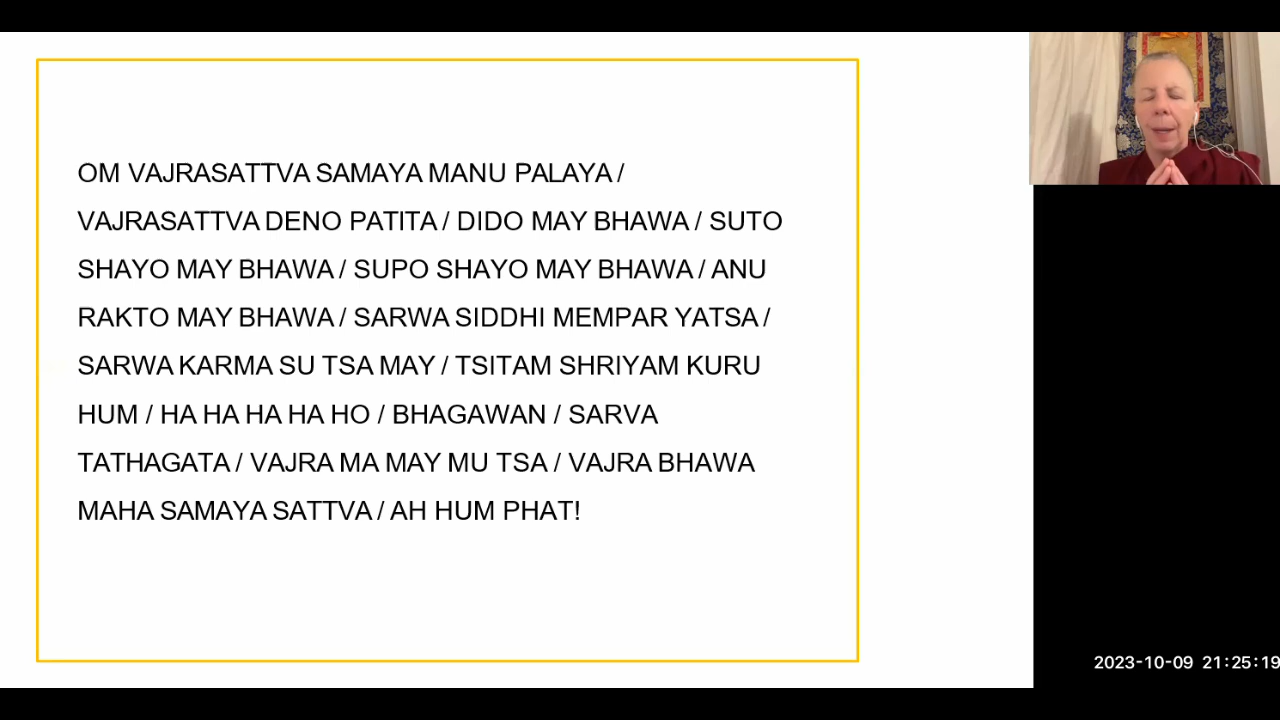 OM VAJRASATTVA SAMAYA MANU PALAYA /
VAJRASATTVA DENO PATITA / DIDO MAY BHAWA / SUTO
SHAYO MAY BHAWA / SUPO SHAYO MAY BHAWA / ANU
RAKTO MAY BHAWA / SARWA SIDDHI MEMPAR YATSA /
SARWA KARMA SU TSA MAY / TSITAM SHRIYAM KURU
HUM / HA HA HA HA HO / BHAGAWAN / SARVA
TATHAGATA / VAJRA MA MAY MU TSA / VAJRA BHAWA
MAHA SAMAYA SATTVA / AH HUM PHAT!
2023-10-09 21:25:19